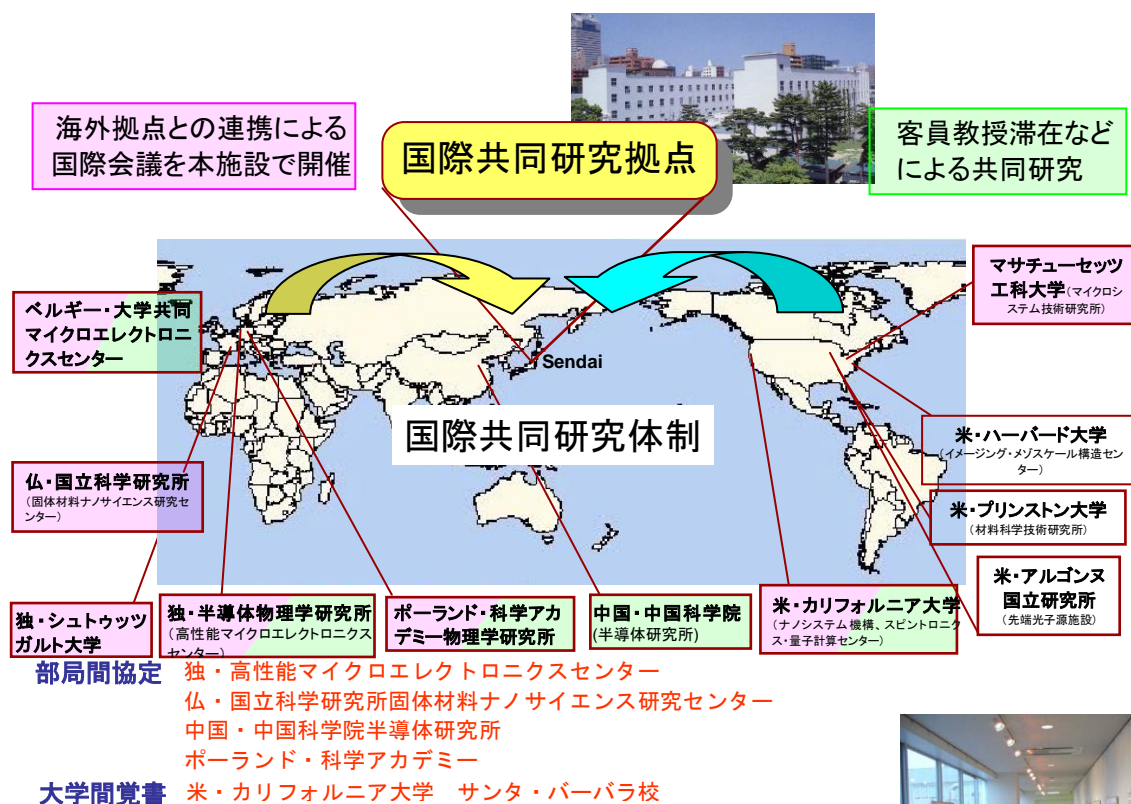 海外拠点との連携による
国際会議を本施設で開催
国際共同研究拠点
客員教授滞在など
による共同研究
ベルギー・大学共同
マイクロエレクトロニ
クスセンター
マサチューセッツ
工科大学(マイクロシ
ステム技術研究所)
Sendai
国際共同研究体制
米・ハーバード大学
(イメージング・メゾスケール構造セン
ター)
仏・国立科学研究所
(固体材料ナノサイエンス研究セ
ンター)
米・プリンストン大学
(材料科学技術研究所)
米・アルゴンヌ
国立研究所
(先端光子源施設)
独・シュトゥッツ
ガルト大学
独・半導体物理学研究所
(高性能マイクロエレクトロニクス
センター)
ポーランド・科学アカ
デミー物理学研究所
中国・中国科学院
(半導体研究所)
米・カリフォルニア大学
(ナノシステム機構、スピントロニク
ス・量子計算センター)
部局間協定 独・高性能マイクロエレクトロニクスセンター
仏・国立科学研究所固体材料ナノサイエンス研究センター
中国・中国科学院半導体研究所
ポーランド・科学アカデミー
大学間覚書 米・カリフォルニア大学 サンタ・バーバラ校